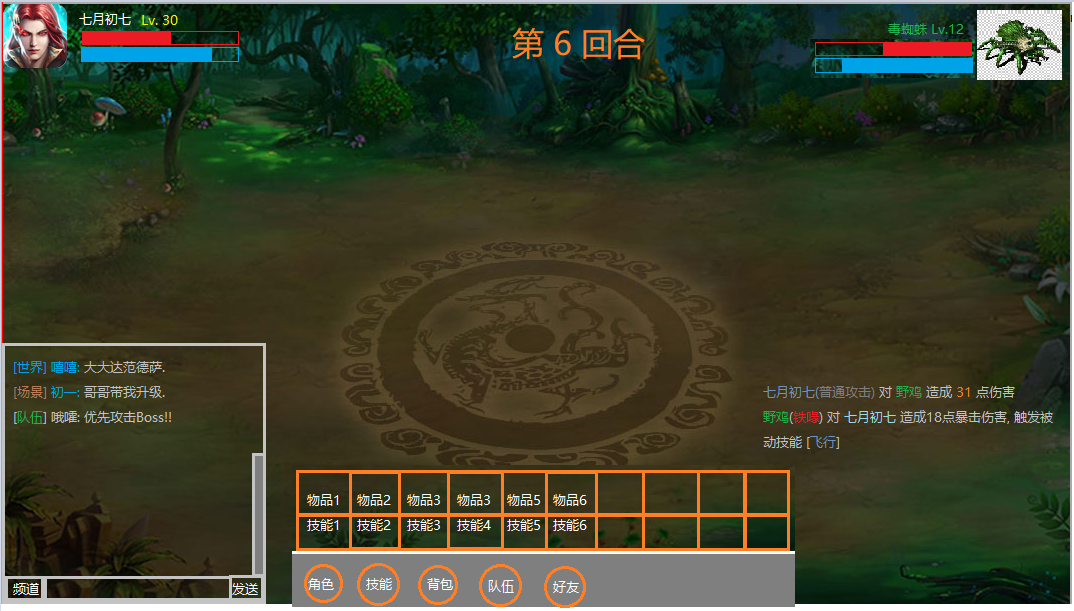 七月初七 Lv. 30
第 6 回合
毒蜘蛛 Lv.12
[世界] 嘻嘻: 大大达范德萨.
[场景] 初一: 哥哥带我升级.
[队伍] 哦嚯: 优先攻击Boss!!
七月初七(普通攻击) 对 野鸡 造成 31 点伤害
野鸡(铁喙) 对 七月初七 造成18点暴击伤害, 触发被
动技能 [飞行]
物品1 物品2 物品3 物品3 物品5 物品6
技能1 技能2 技能3 技能4 技能5 技能6
频道 发送
角色 技能 背包 队伍 好友